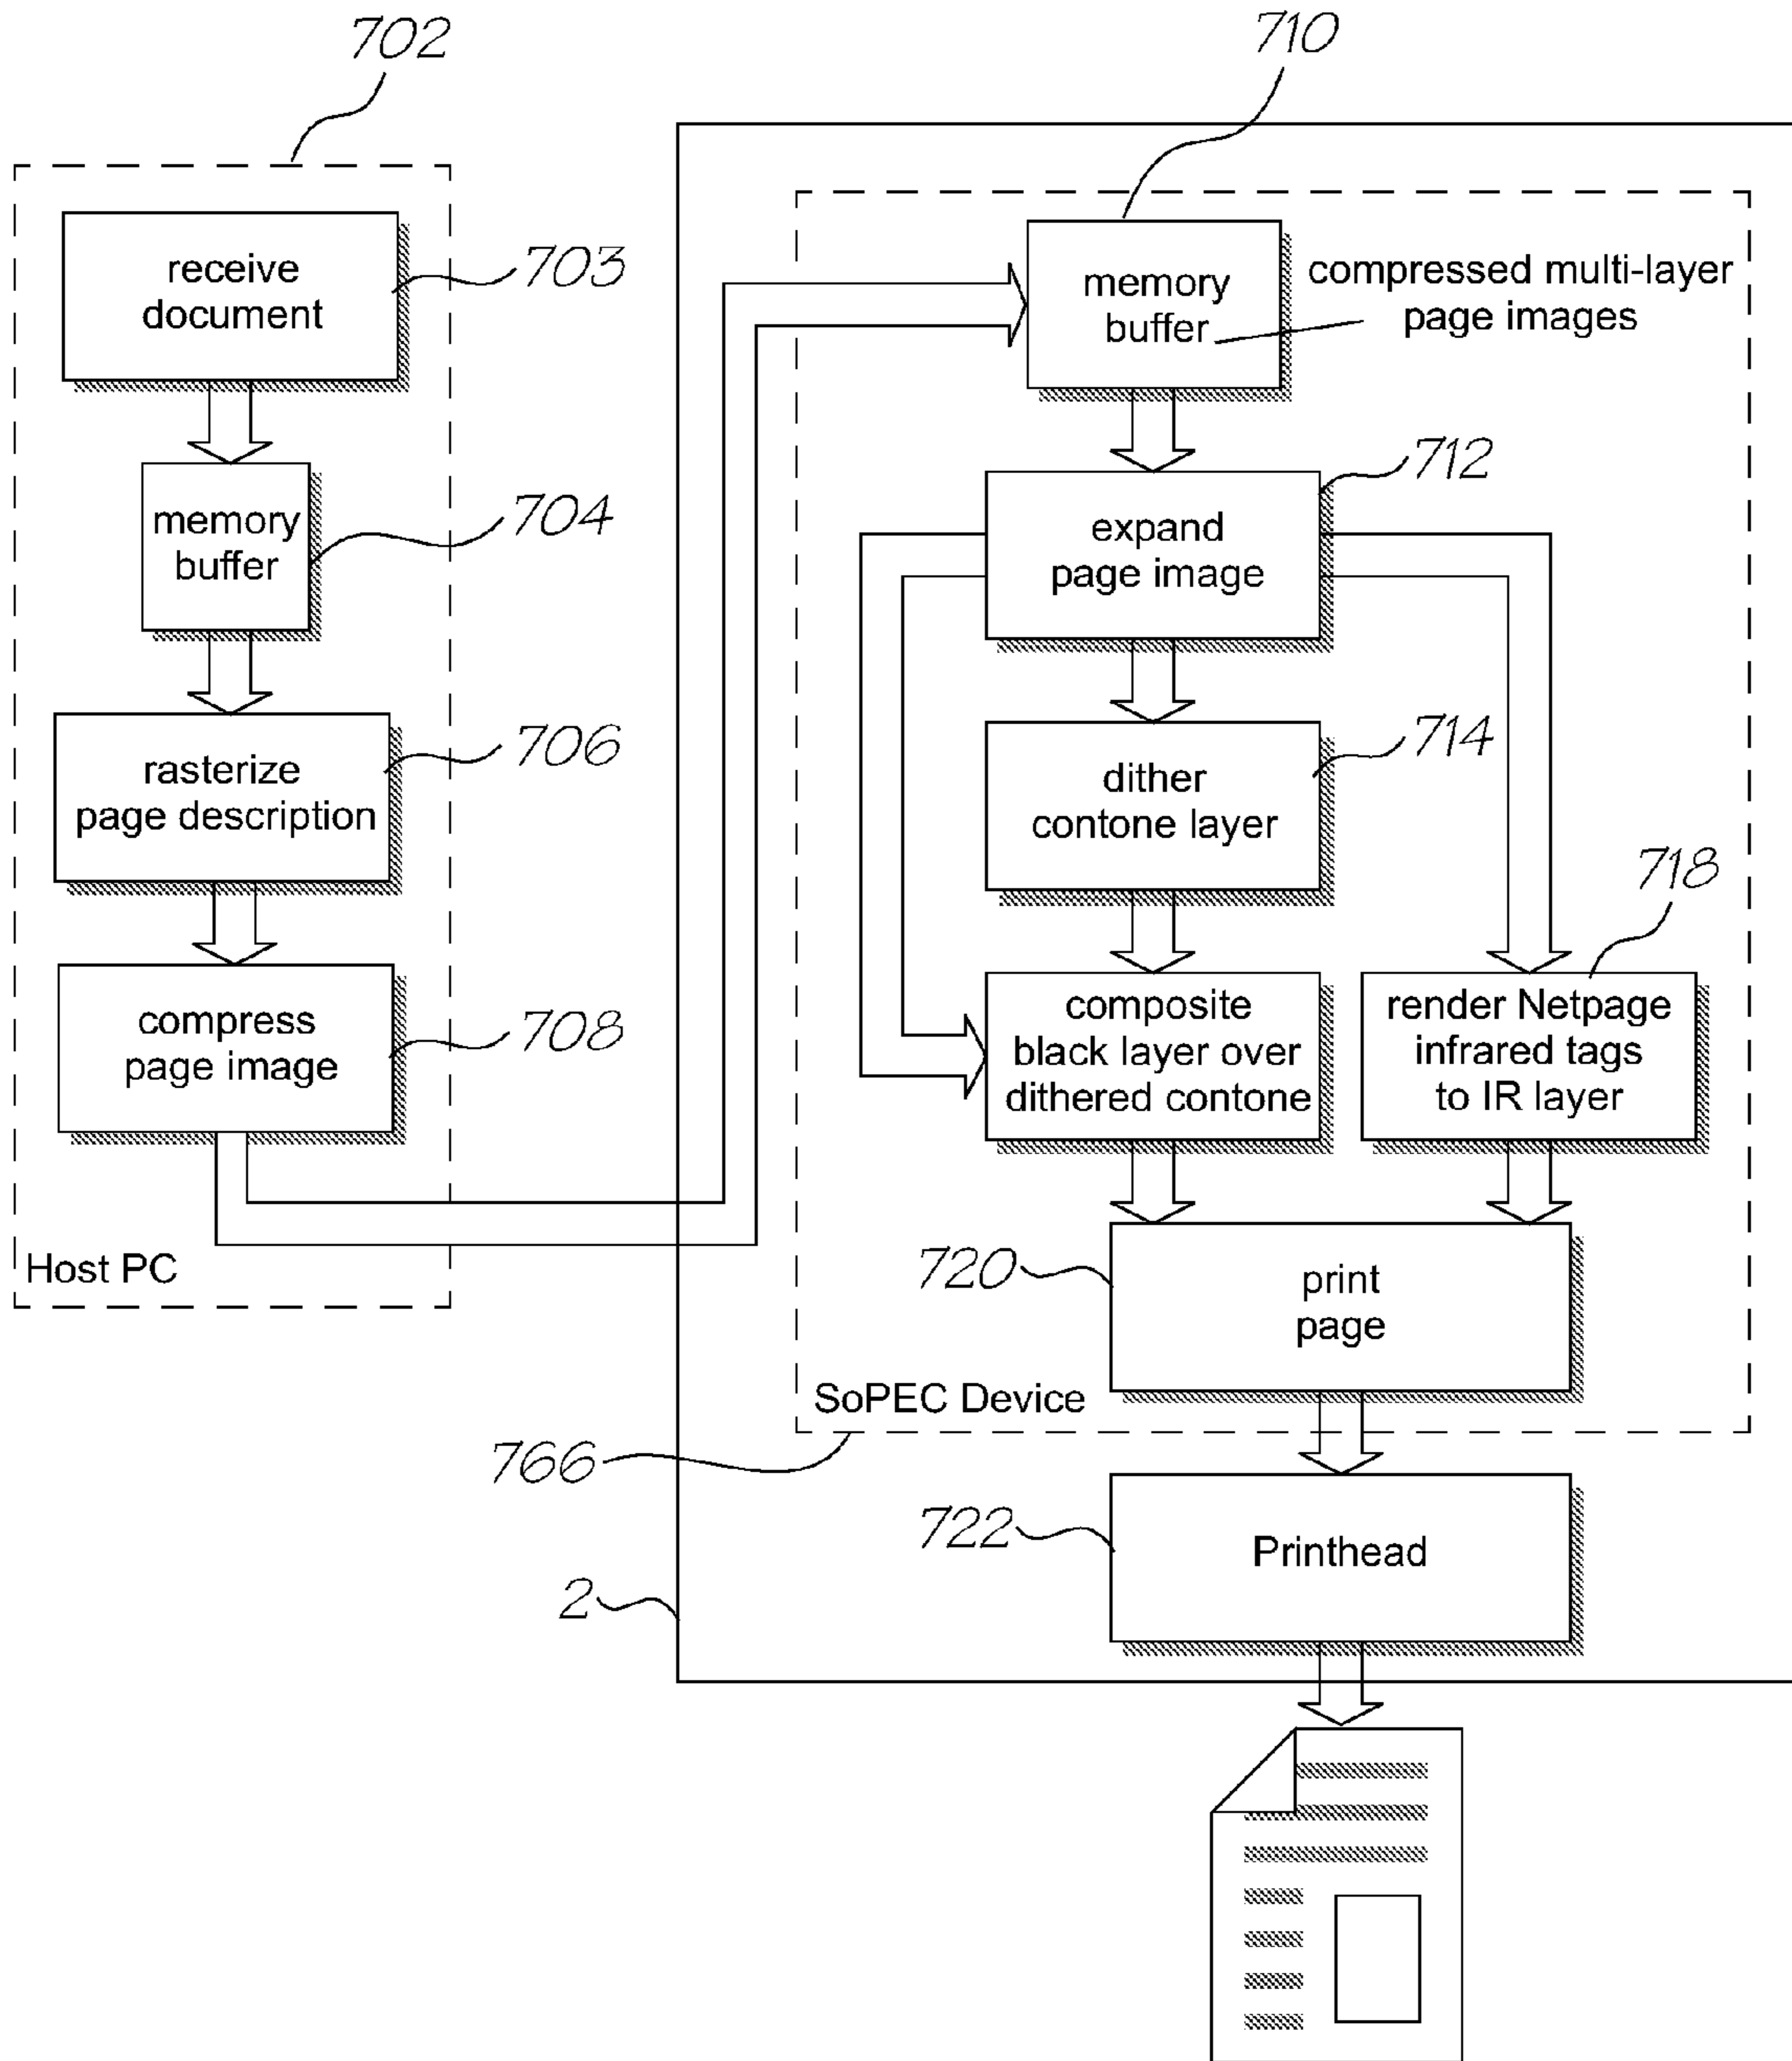 702
receive
document
703
memory
buffer
704
rasterize
page description
706
compress
page image
708
Host PC
710
memory
buffer
compressed multi-layer
page images
expand
page image
712
dither
contone layer
714
composite
black layer over
dithered contone
718
render Netpage
infrared tags
to IR layer
720
print
page
SoPEC Device
766
722
Printhead
2